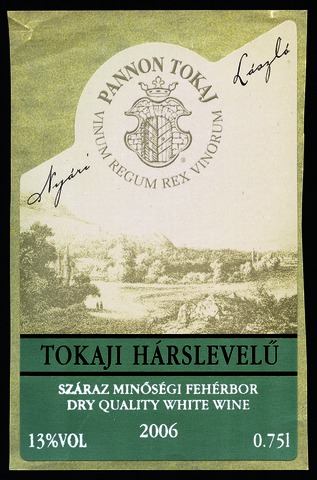 PANNON TOKAJ
VINUM REGUM REX VINORUM
®
Nyári László
TOKAJI HÁRSLEVELŰ
SZÁRAZ MINŐSÉGI FEHÉRBOR
DRY QUALITY WHITE WINE
2006
13%VOL 0.75l